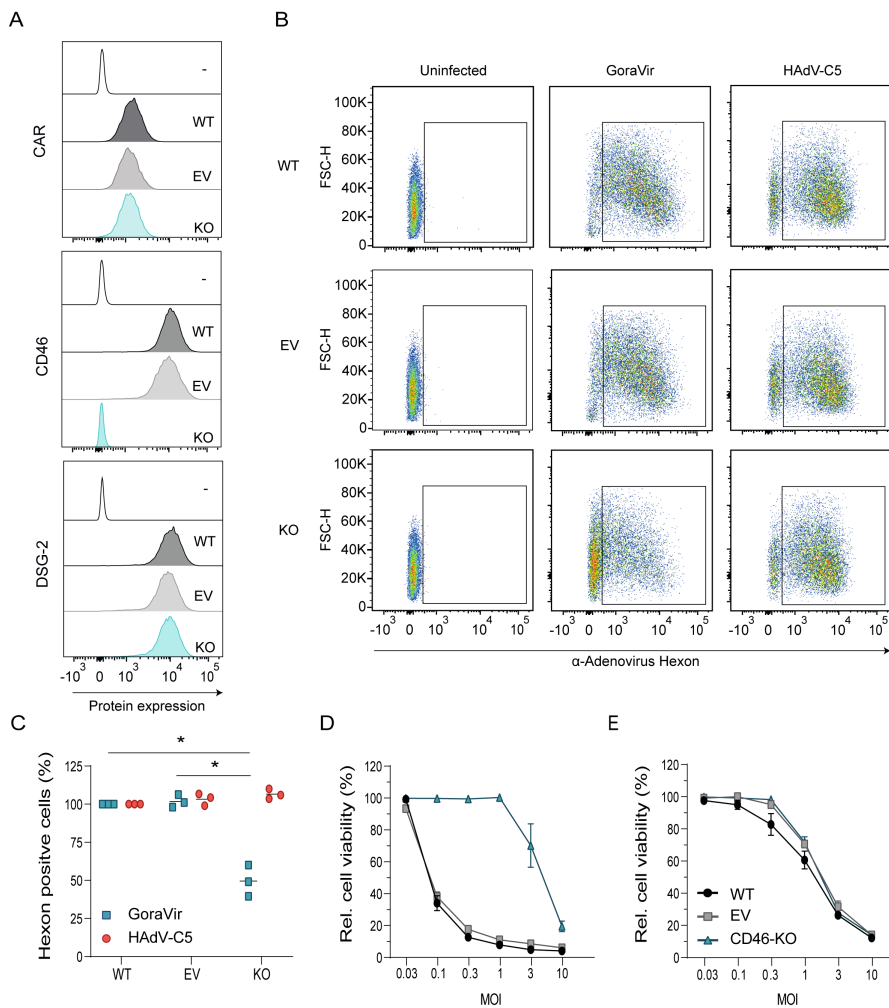 A
CAR
-
WT
EV
KO
CD46
-
WT
EV
KO
DSG-2
-
WT
EV
KO
-10³ 0 10³ 10⁴ 10⁵
Protein expression
B
Uninfected GoraVir HAdV-C5
WT
FSC-H
100K
80K
60K
40K
20K
0
EV
FSC-H
100K
80K
60K
40K
20K
0
KO
FSC-H
100K
80K
60K
40K
20K
0
-10³ 0 10³ 10⁴ 10⁵ -10³ 0 10³ 10⁴ 10⁵ -10³ 0 10³ 10⁴ 10⁵
α-Adenovirus Hexon
C
Hexon positve cells (%)
125
100
75
50
25
0
*
*
GoraVir
HAdV-C5
WT EV KO
D
Rel. cell viability (%)
120
100
80
60
40
20
0
0.03 0.1 0.3 1 3 10
MOI
E
Rel. cell viability (%)
120
100
80
60
40
20
0
WT
EV
CD46-KO
0.03 0.1 0.3 1 3 10
MOI